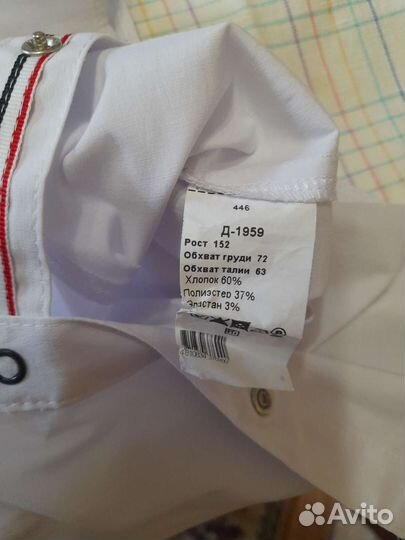 446
Д-1959
Рост 152
Обхват груди 72
Обхват талии 63
Хлопок 60%
Полиэстер 37%
Эластан 3%
Avito